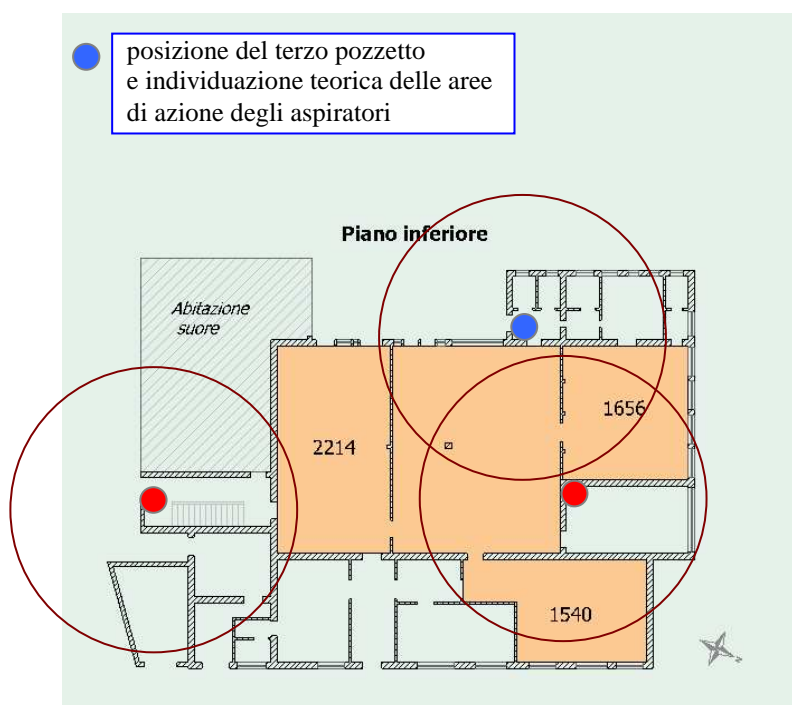 posizione del terzo pozzetto
e individuazione teorica delle aree
di azione degli aspiratori
Piano inferiore
Abitazione
suore
1656
2214
1540